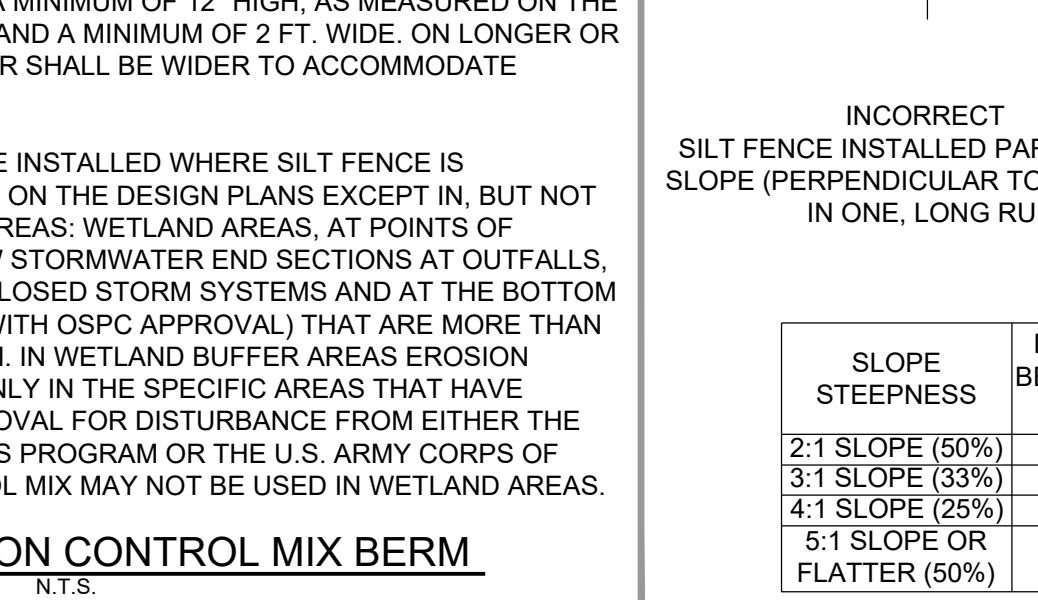 A MINIMUM OF 12" HIGH, AS MEASURED ON THE
AND A MINIMUM OF 2 FT. WIDE. ON LONGER OR
R SHALL BE WIDER TO ACCOMMODATE
E INSTALLED WHERE SILT FENCE IS
ON THE DESIGN PLANS EXCEPT IN, BUT NOT
REAS: WETLAND AREAS, AT POINTS OF
W STORMWATER END SECTIONS AT OUTFALLS,
LOSED STORM SYSTEMS AND AT THE BOTTOM
WITH OSPC APPROVAL) THAT ARE MORE THAN
. IN WETLAND BUFFER AREAS EROSION
NLY IN THE SPECIFIC AREAS THAT HAVE
OVAL FOR DISTURBANCE FROM EITHER THE
S PROGRAM OR THE U.S. ARMY CORPS OF
OL MIX MAY NOT BE USED IN WETLAND AREAS.
ON CONTROL MIX BERM
N.T.S.
INCORRECT
SILT FENCE INSTALLED PAR
SLOPE (PERPENDICULAR TO
IN ONE, LONG RU
SLOPE
STEEPNESS
BE
2:1 SLOPE (50%)
3:1 SLOPE (33%)
4:1 SLOPE (25%)
5:1 SLOPE OR
FLATTER (50%)